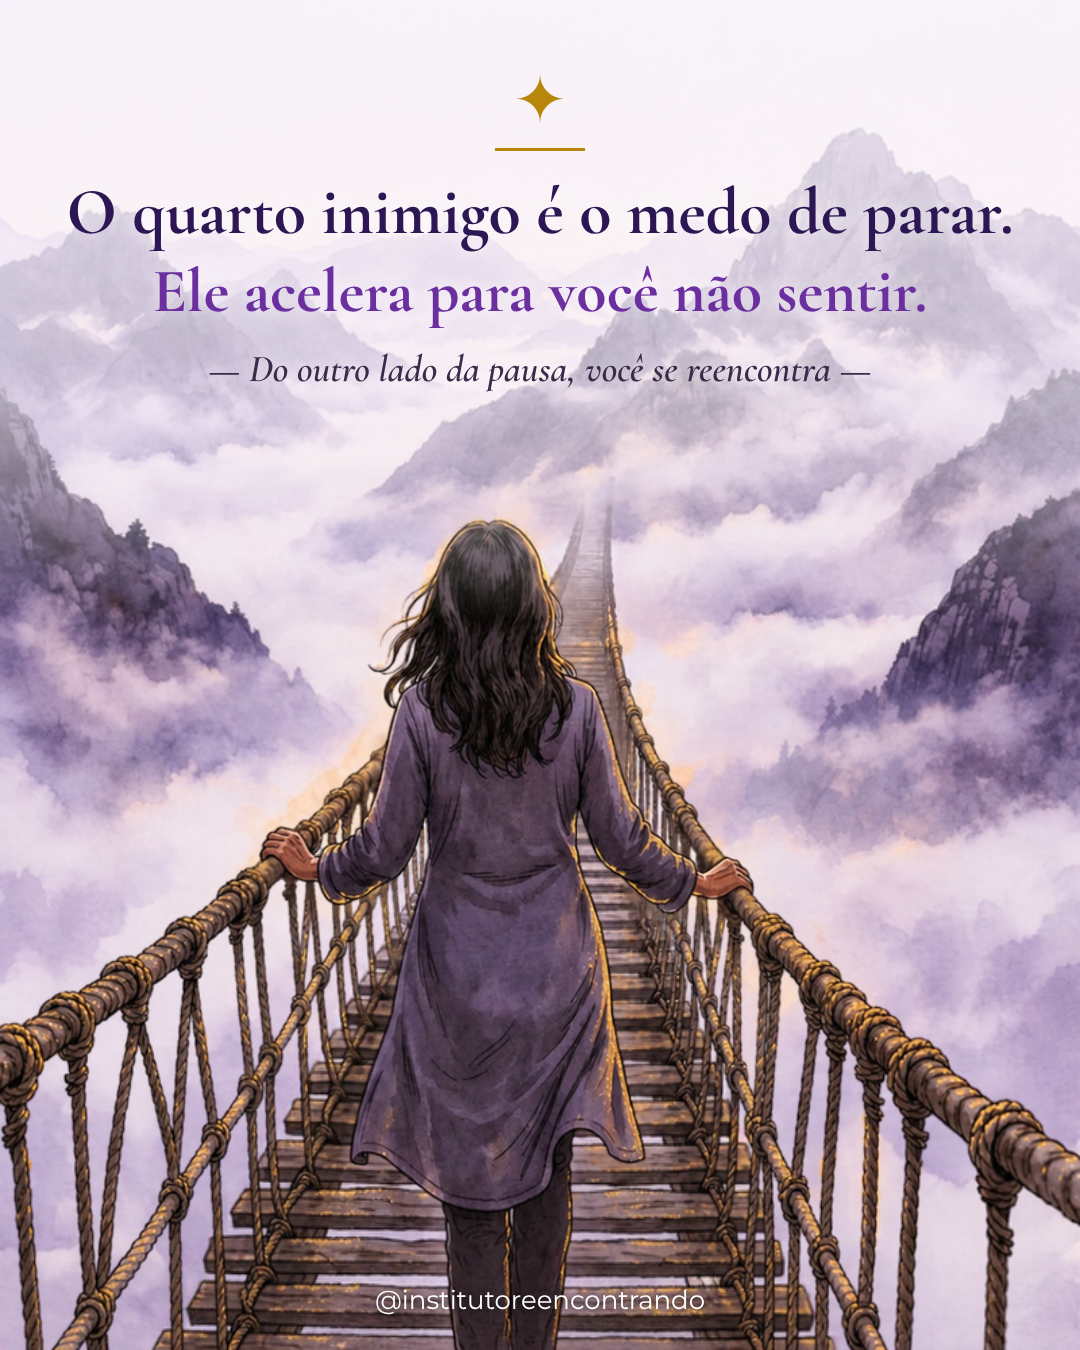 O quarto inimigo é o medo de parar.
Ele acelera para você não sentir.
— Do outro lado da pausa, você se reencontra —
@institutoreencontrando